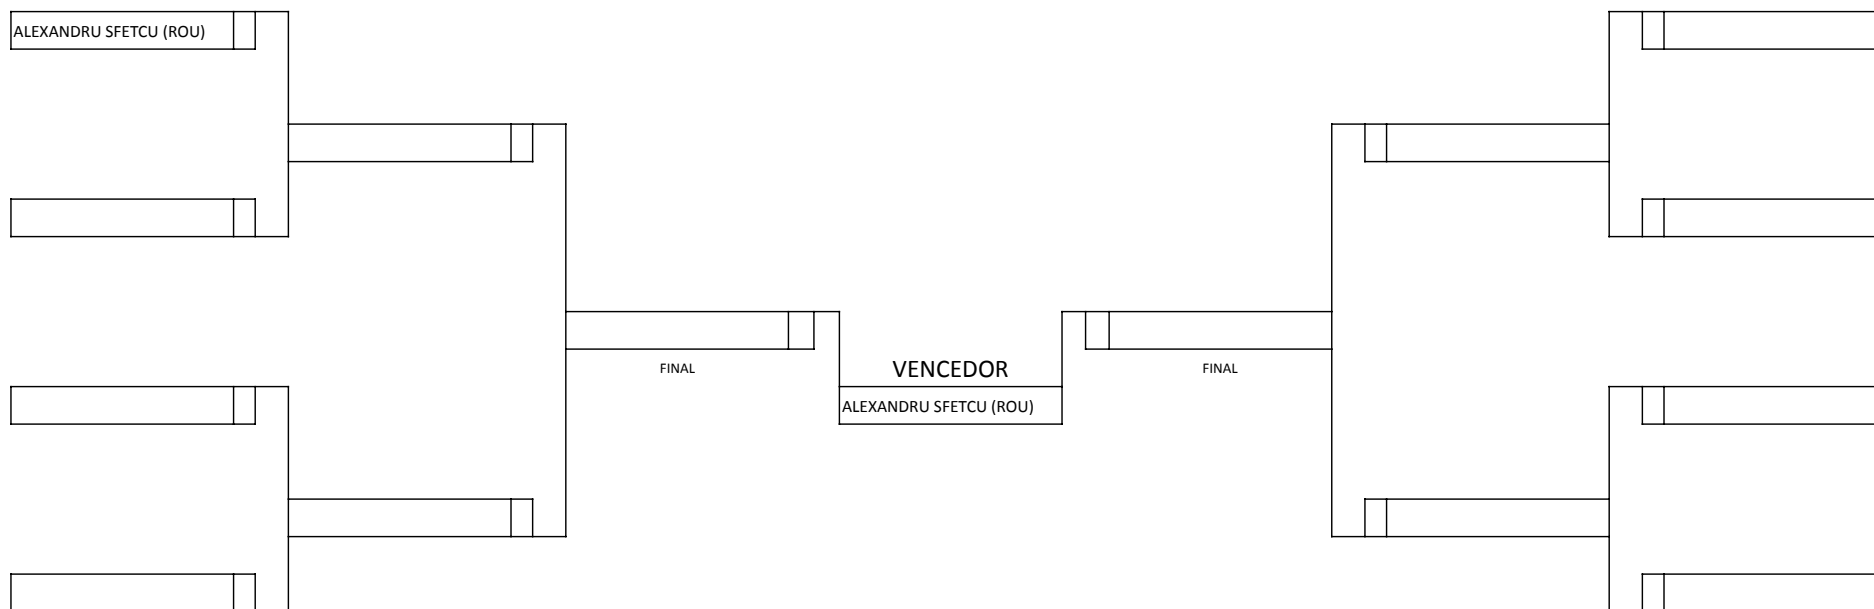 ALEXANDRU SFETCU (ROU)
FINAL
VENCEDOR
FINAL
ALEXANDRU SFETCU (ROU)